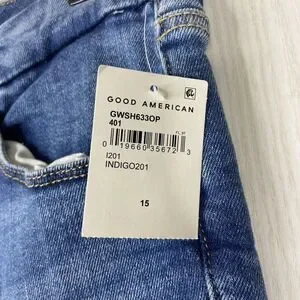 GOOD AMERICAN
GWSH633OP
401
0 19660 35672 3
I201
INDIGO201
15